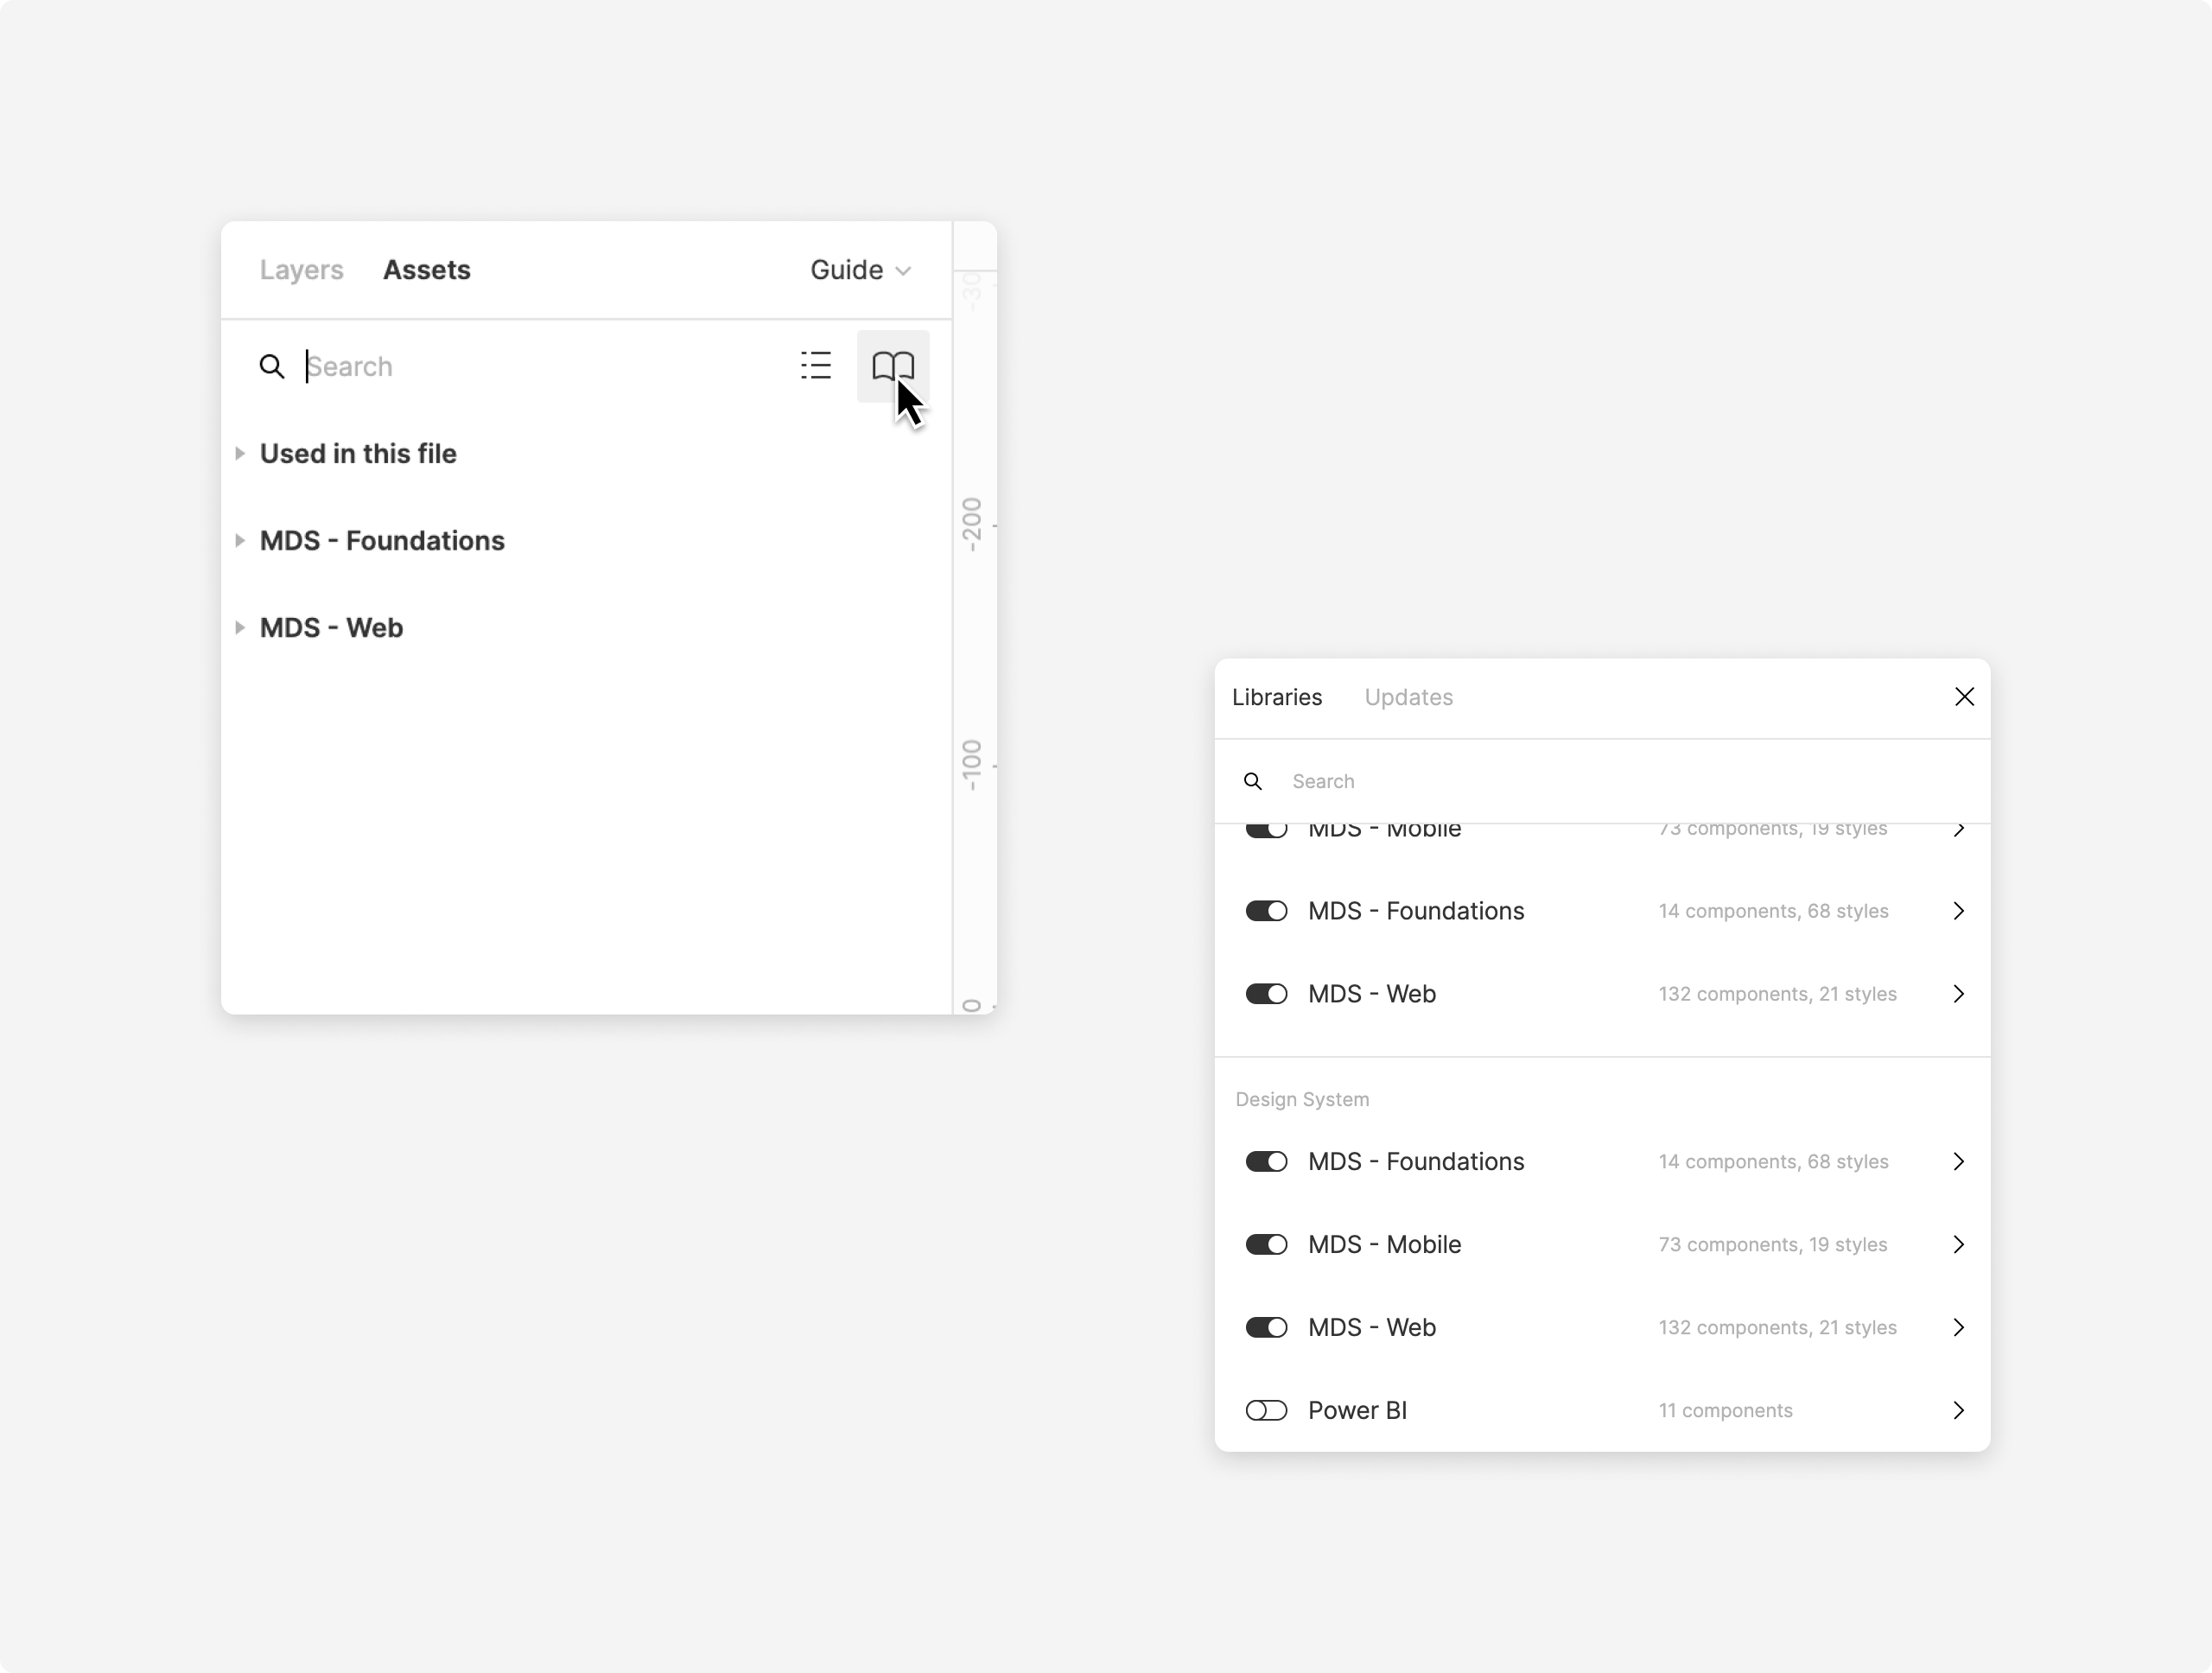 Layers Assets Guide
-30
Search
Used in this file
-200
MDS - Foundations
MDS - Web
-100
0
Libraries Updates
Search
MDS - Mobile 73 components, 19 styles
MDS - Foundations 14 components, 68 styles
MDS - Web 132 components, 21 styles
Design System
MDS - Foundations 14 components, 68 styles
MDS - Mobile 73 components, 19 styles
MDS - Web 132 components, 21 styles
Power BI 11 components